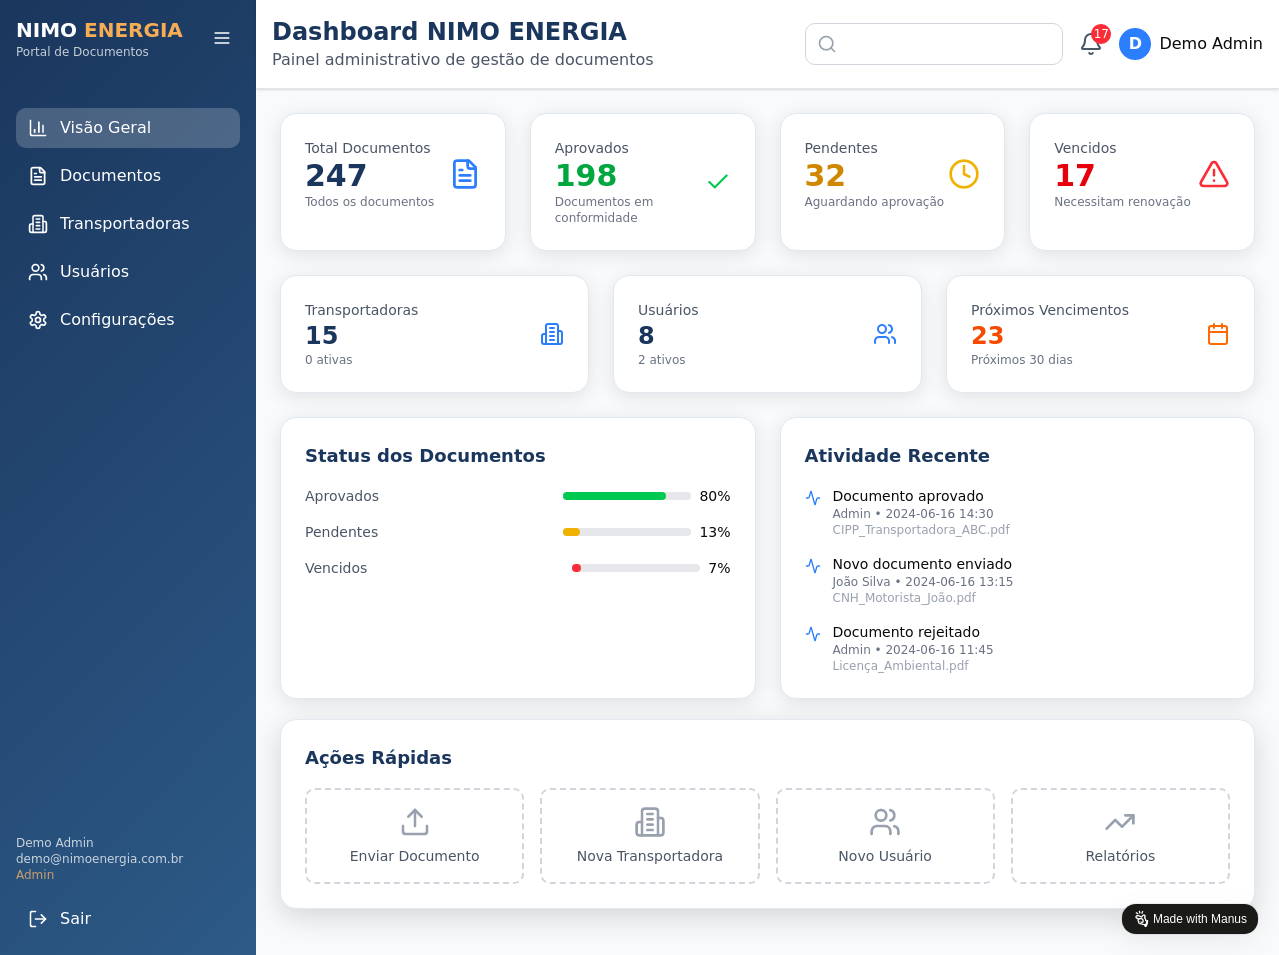 NIMO ENERGIA
Portal de Documentos
Visão Geral
Documentos
Transportadoras
Usuários
Configurações
Demo Admin
demo@nimoenergia.com.br
Admin
Sair
Dashboard NIMO ENERGIA
Painel administrativo de gestão de documentos
17
D
Demo Admin
Total Documentos
247
Todos os documentos
Aprovados
198
Documentos em
conformidade
Pendentes
32
Aguardando aprovação
Vencidos
17
Necessitam renovação
Transportadoras
15
0 ativas
Usuários
8
2 ativos
Próximos Vencimentos
23
Próximos 30 dias
Status dos Documentos
Aprovados 80%
Pendentes 13%
Vencidos 7%
Atividade Recente
Documento aprovado
Admin • 2024-06-16 14:30
CIPP_Transportadora_ABC.pdf
Novo documento enviado
João Silva • 2024-06-16 13:15
CNH_Motorista_João.pdf
Documento rejeitado
Admin • 2024-06-16 11:45
Licença_Ambiental.pdf
Ações Rápidas
Enviar Documento
Nova Transportadora
Novo Usuário
Relatórios
Made with Manus